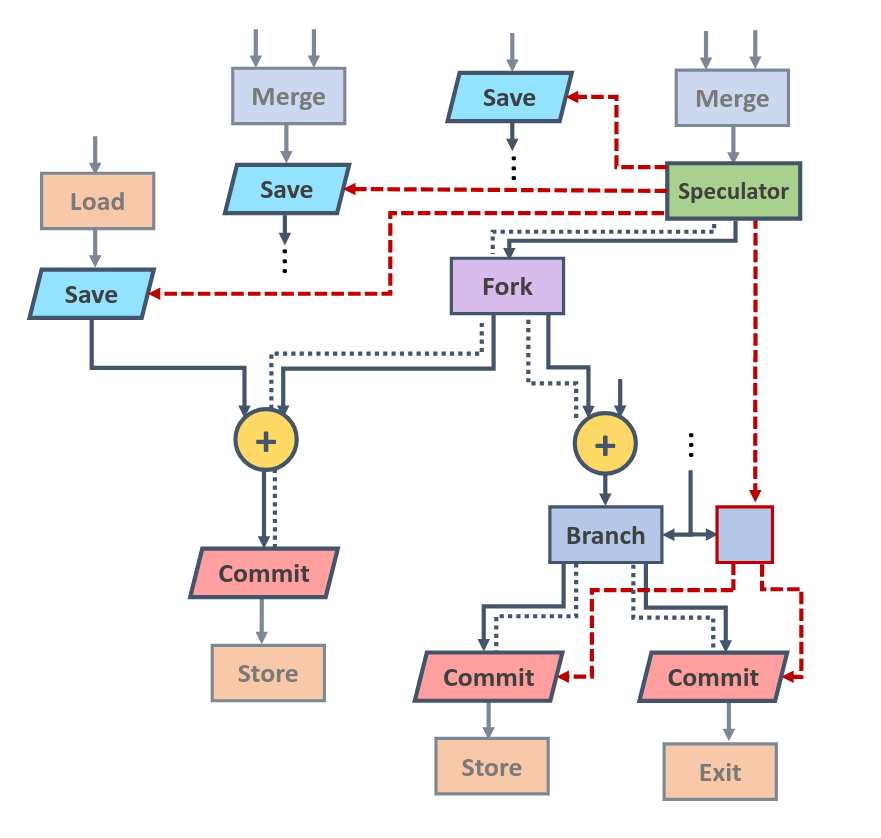 Merge
Save
Merge
Load
Save
Speculator
Save
Fork
+
+
Branch
Commit
Store
Commit
Commit
Store
Exit